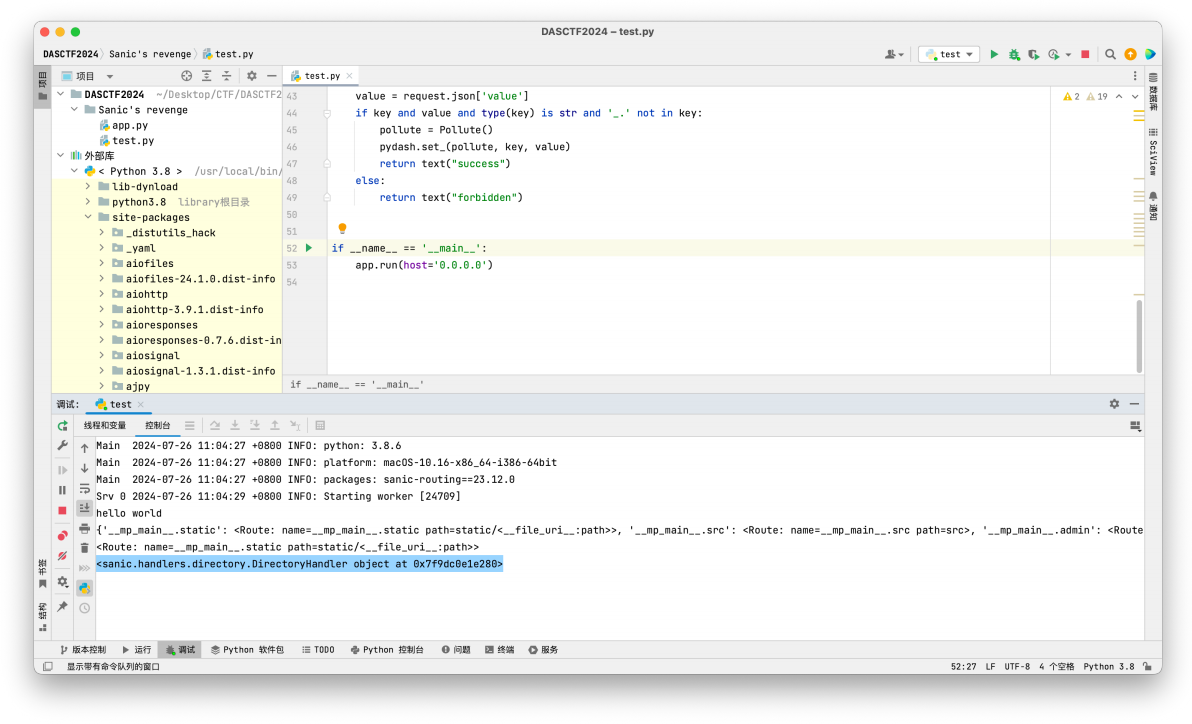 DASCTF2024 – test.py
DASCTF2024 Sanic's revenge test.py
test
项目
项目
test.py
DASCTF2024 ~/Desktop/CTF/DASCTF2
Sanic's revenge
app.py
test.py
外部库
< Python 3.8 > /usr/local/bin/
lib-dynload
python3.8 library根目录
site-packages
_distutils_hack
_yaml
aiofiles
aiofiles-24.1.0.dist-info
aiohttp
aiohttp-3.9.1.dist-info
aioresponses
aioresponses-0.7.6.dist-in
aiosignal
aiosignal-1.3.1.dist-info
ajpy
43 value = request.json['value']
44 if key and value and type(key) is str and '_.' not in key:
45 pollute = Pollute()
46 pydash.set_(pollute, key, value)
47 return text("success")
48 else:
49 return text("forbidden")
50
51
52 if __name__ == '__main__':
53 app.run(host='0.0.0.0')
54
2 19
if __name__ == '__main__'
数据库
SciView
通知
调试: test
线程和变量 控制台
Main  2024-07-26 11:04:27 +0800 INFO: python: 3.8.6
Main  2024-07-26 11:04:27 +0800 INFO: platform: macOS-10.16-x86_64-i386-64bit
Main  2024-07-26 11:04:27 +0800 INFO: packages: sanic-routing==23.12.0
Srv 0 2024-07-26 11:04:29 +0800 INFO: Starting worker [24709]
hello world
{'__mp_main__.static': <Route: name=__mp_main__.static path=static/<__file_uri__:path>>, '__mp_main__.src': <Route: name=__mp_main__.src path=src>, '__mp_main__.admin': <Route
<Route: name=__mp_main__.static path=static/<__file_uri__:path>>
<sanic.handlers.directory.DirectoryHandler object at 0x7f9dc0e1e280>
书签
结构
版本控制 运行 调试 Python 软件包 TODO Python 控制台 问题 终端 服务
显示带有命令队列的窗口 52:27 LF UTF-8 4 个空格 Python 3.8